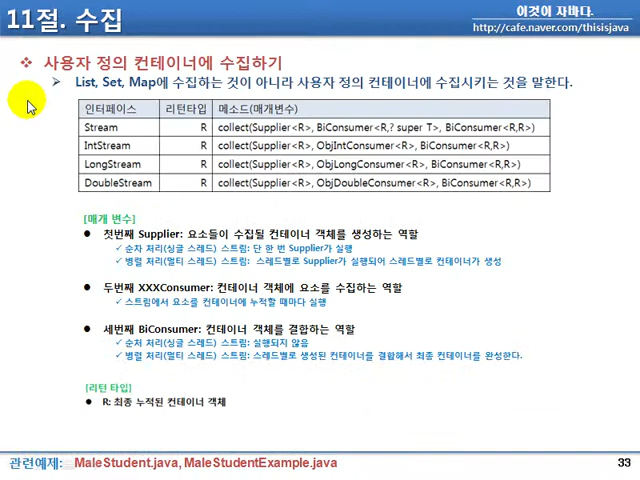 11절. 수집
이것이 자바다.
http://cafe.naver.com/thisisjava
❖ 사용자 정의 컨테이너에 수집하기
➢ List, Set, Map에 수집하는 것이 아니라 사용자 정의 컨테이너에 수집시키는 것을 말한다.
인터페이스 리턴타입 메소드(매개변수)
Stream R collect(Supplier<R>, BiConsumer<R,? super T>, BiConsumer<R,R>)
IntStream R collect(Supplier<R>, ObjIntConsumer<R>, BiConsumer<R,R>)
LongStream R collect(Supplier<R>, ObjLongConsumer<R>, BiConsumer<R,R>)
DoubleStream R collect(Supplier<R>, ObjDoubleConsumer<R>, BiConsumer<R,R>)
[매개 변수]
● 첫번째 Supplier: 요소들이 수집될 컨테이너 객체를 생성하는 역할
✓ 순차 처리(싱글 스레드) 스트림: 단 한 번 Supplier가 실행
✓ 병렬 처리(멀티 스레드) 스트림: 스레드별로 Supplier가 실행되어 스레드별로 컨테이너가 생성
● 두번째 XXXConsumer: 컨테이너 객체에 요소를 수집하는 역할
✓ 스트림에서 요소를 컨테이너에 누적할 때마다 실행
● 세번째 BiConsumer: 컨테이너 객체를 결합하는 역할
✓ 순처 처리(싱글 스레드) 스트림: 실행되지 않음
✓ 병렬 처리(멀티 스레드) 스트림: 스레드별로 생성된 컨테이너를 결합해서 최종 컨테이너를 완성한다.
[리턴 타입]
● R: 최종 누적된 컨테이너 객체
관련예제: MaleStudent.java, MaleStudentExample.java
33